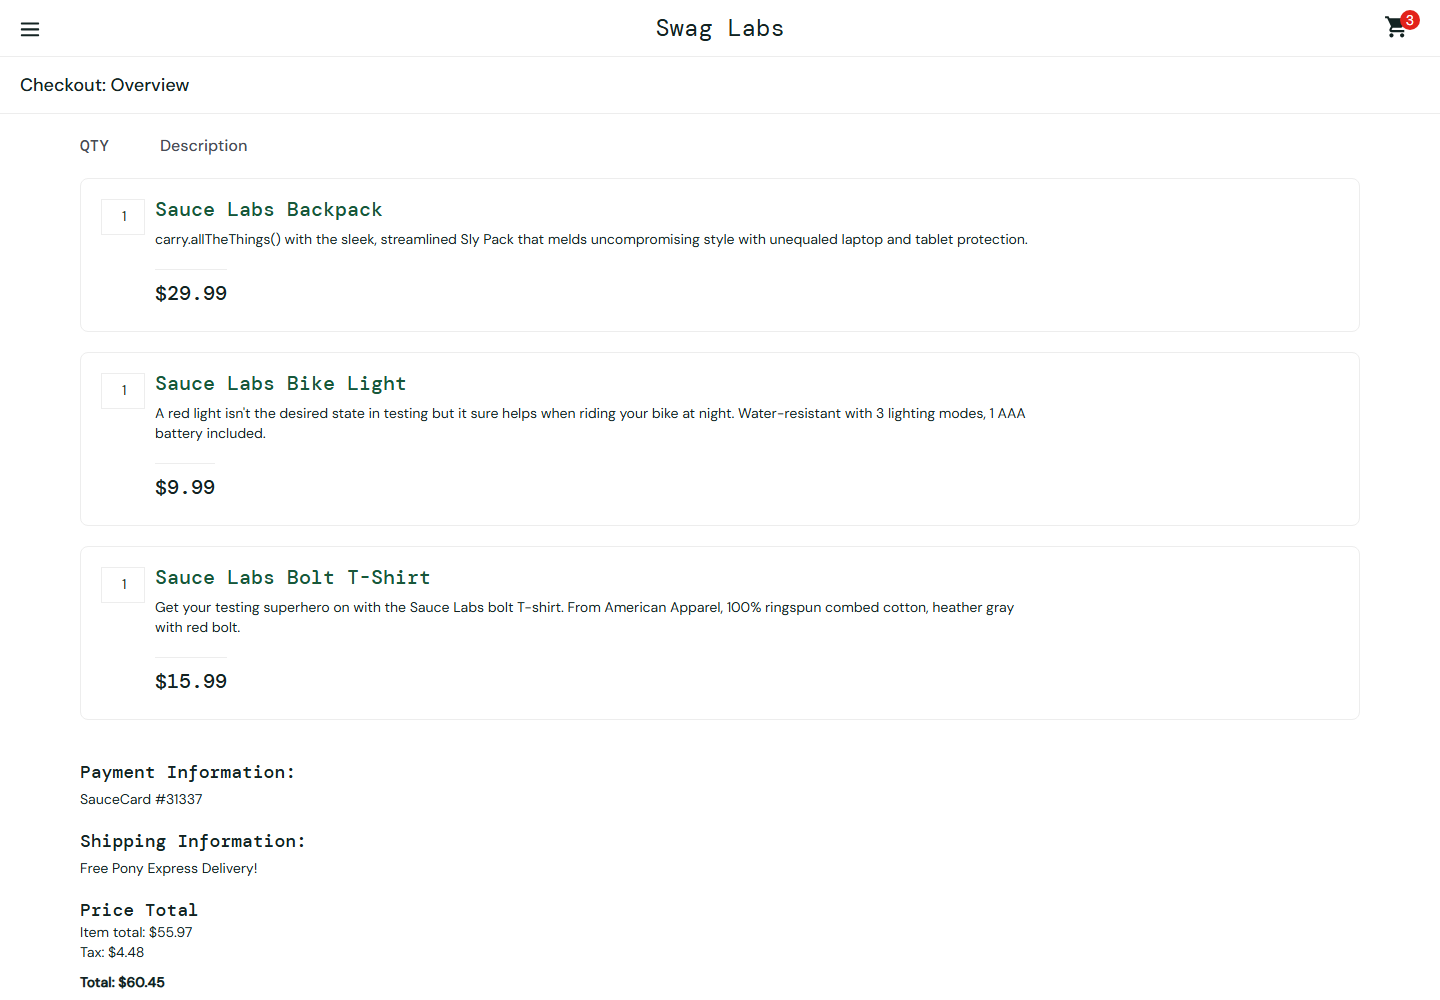 Swag Labs
3
Checkout: Overview
QTY Description
1
Sauce Labs Backpack
carry.allTheThings() with the sleek, streamlined Sly Pack that melds uncompromising style with unequaled laptop and tablet protection.
$29.99
1
Sauce Labs Bike Light
A red light isn't the desired state in testing but it sure helps when riding your bike at night. Water-resistant with 3 lighting modes, 1 AAA
battery included.
$9.99
1
Sauce Labs Bolt T-Shirt
Get your testing superhero on with the Sauce Labs bolt T-shirt. From American Apparel, 100% ringspun combed cotton, heather gray
with red bolt.
$15.99
Payment Information:
SauceCard #31337
Shipping Information:
Free Pony Express Delivery!
Price Total
Item total: $55.97
Tax: $4.48
Total: $60.45